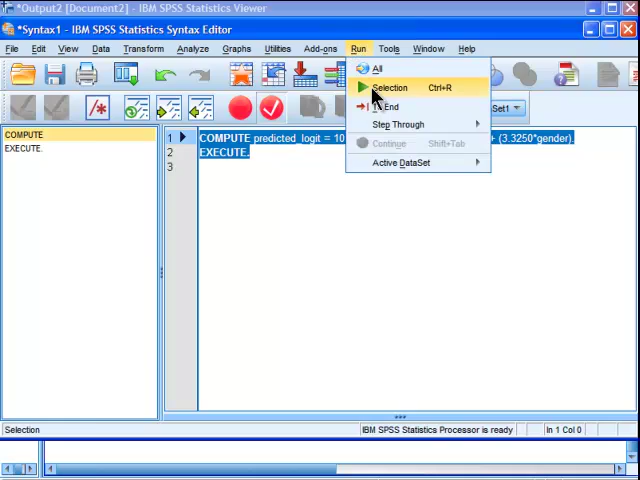 *Output2 [Document2] - IBM SPSS Statistics Viewer
*Syntax1 - IBM SPSS Statistics Syntax Editor
File Edit View Data Transform Analyze Graphs Utilities Add-ons Run Tools Window Help
All
Selection Ctrl+R
End
Set1
Step Through
COMPUTE
1 COMPUTE predicted_logit = 10 + (3.3250*gender).
Continue Shift+Tab
EXECUTE.
2 EXECUTE.
3
Active DataSet
Selection IBM SPSS Statistics Processor is ready In 1 Col 0